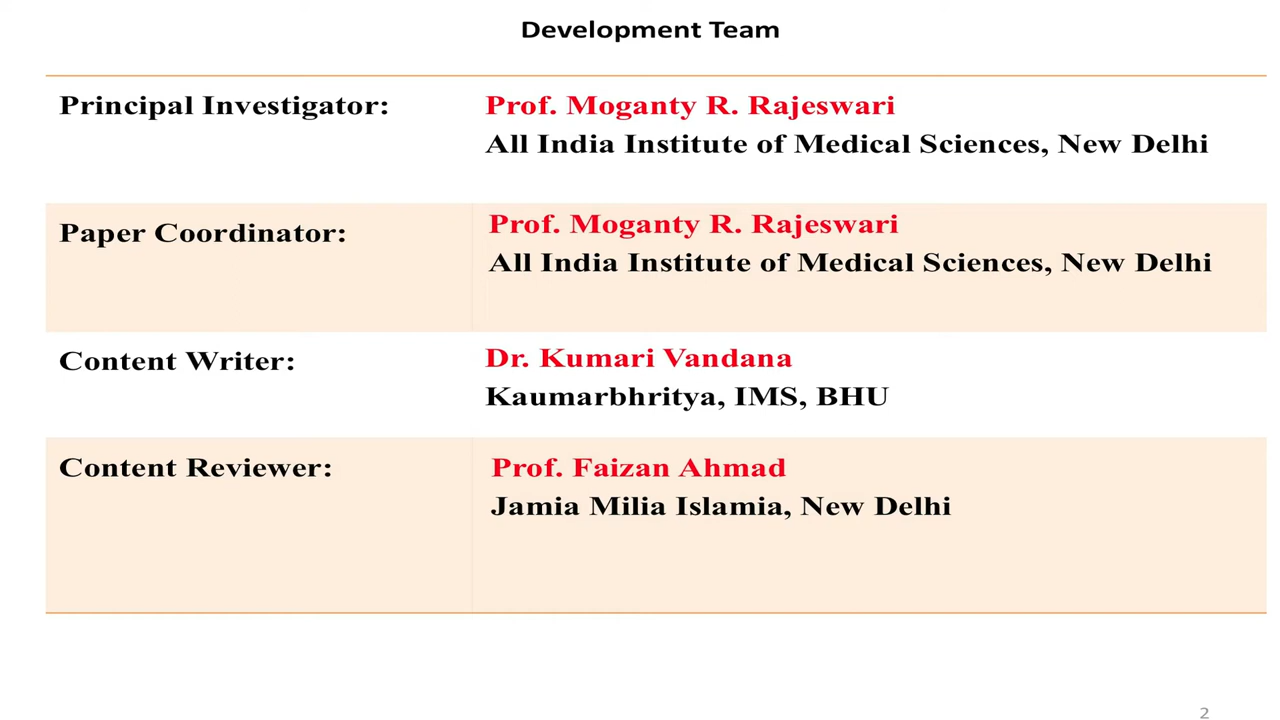 Development Team
Principal Investigator:
Prof. Moganty R. Rajeswari
All India Institute of Medical Sciences, New Delhi
Paper Coordinator:
Prof. Moganty R. Rajeswari
All India Institute of Medical Sciences, New Delhi
Content Writer:
Dr. Kumari Vandana
Kaumarbhritya, IMS, BHU
Content Reviewer:
Prof. Faizan Ahmad
Jamia Milia Islamia, New Delhi
2